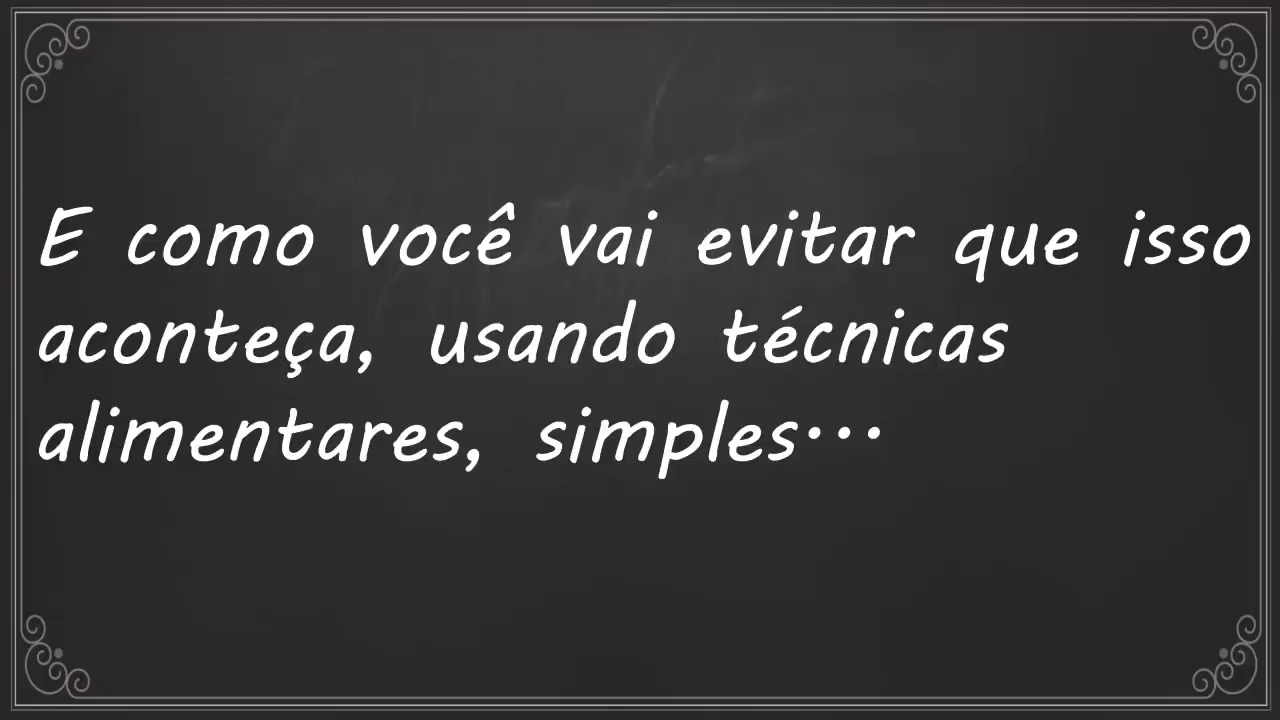 E como você vai evitar que isso
aconteça, usando técnicas
alimentares, simples...